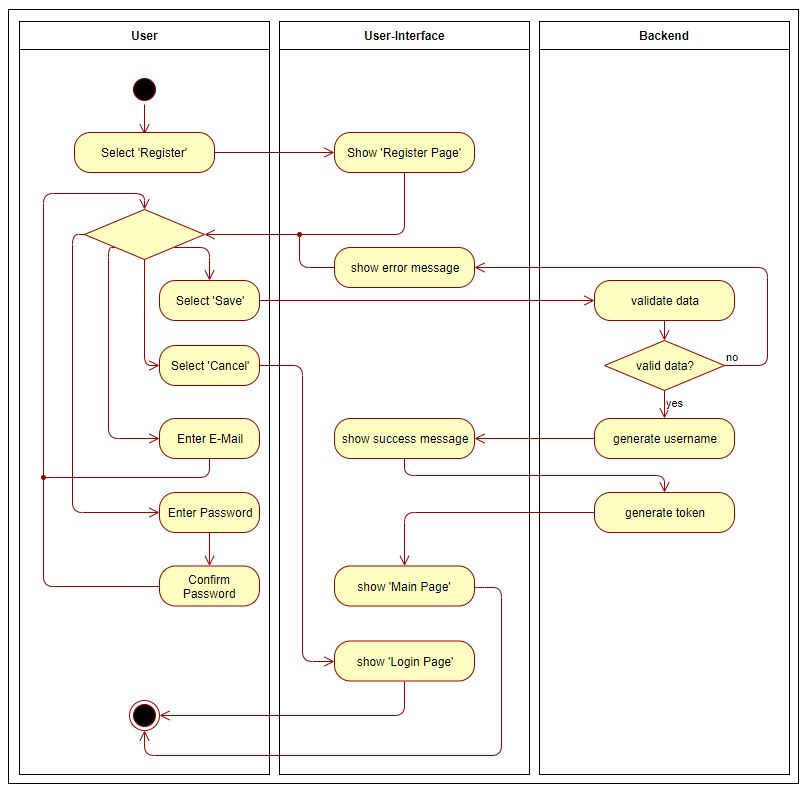 User
User-Interface
Backend
Select 'Register'
Show 'Register Page'
show error message
Select 'Save'
validate data
Select 'Cancel'
valid data?
no
yes
Enter E-Mail
show success message
generate username
Enter Password
generate token
Confirm
Password
show 'Main Page'
show 'Login Page'